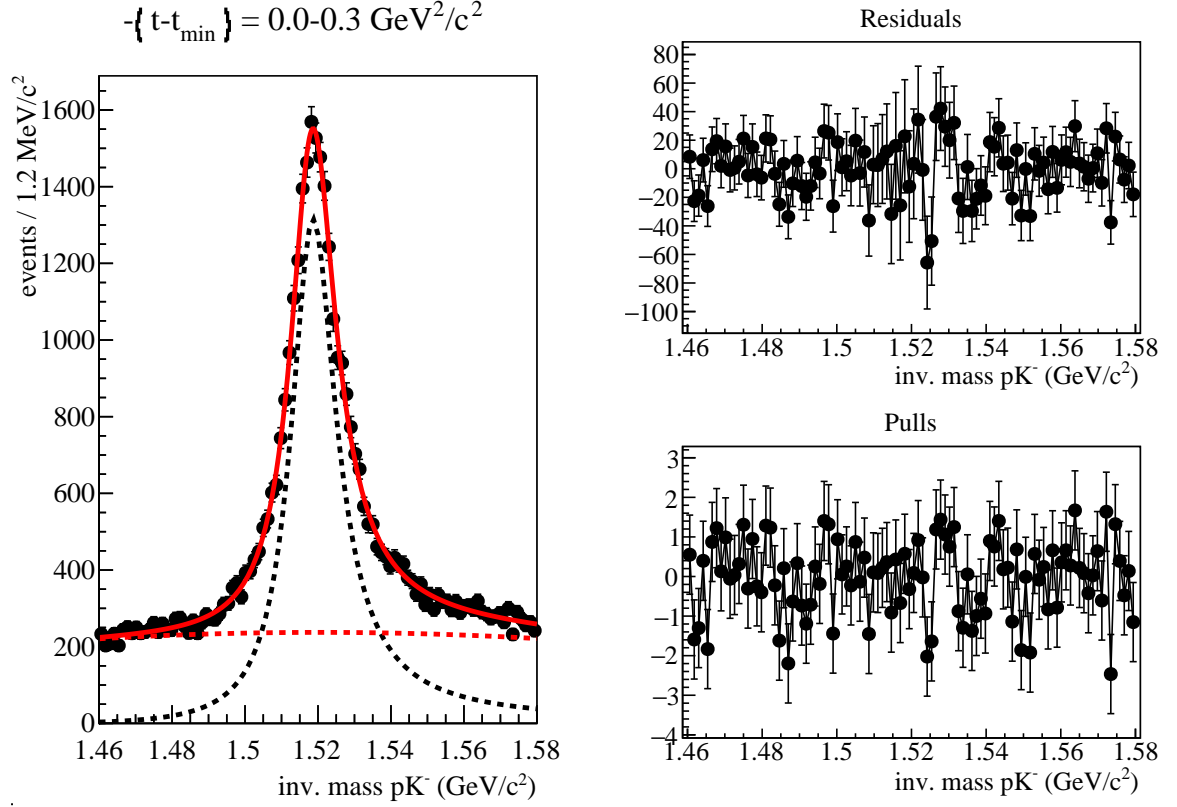 -( t-t_min ) = 0.0-0.3 GeV²/c²
events / 1.2 MeV/c²
1600
1400
1200
1000
800
600
400
200
0
1.46 1.48 1.5 1.52 1.54 1.56 1.58
inv. mass pK⁻ (GeV/c²)
Residuals
80
60
40
20
0
−20
−40
−60
−80
−100
1.46 1.48 1.5 1.52 1.54 1.56 1.58
inv. mass pK⁻ (GeV/c²)
Pulls
3
2
1
0
−1
−2
−3
−4
1.46 1.48 1.5 1.52 1.54 1.56 1.58
inv. mass pK⁻ (GeV/c²)